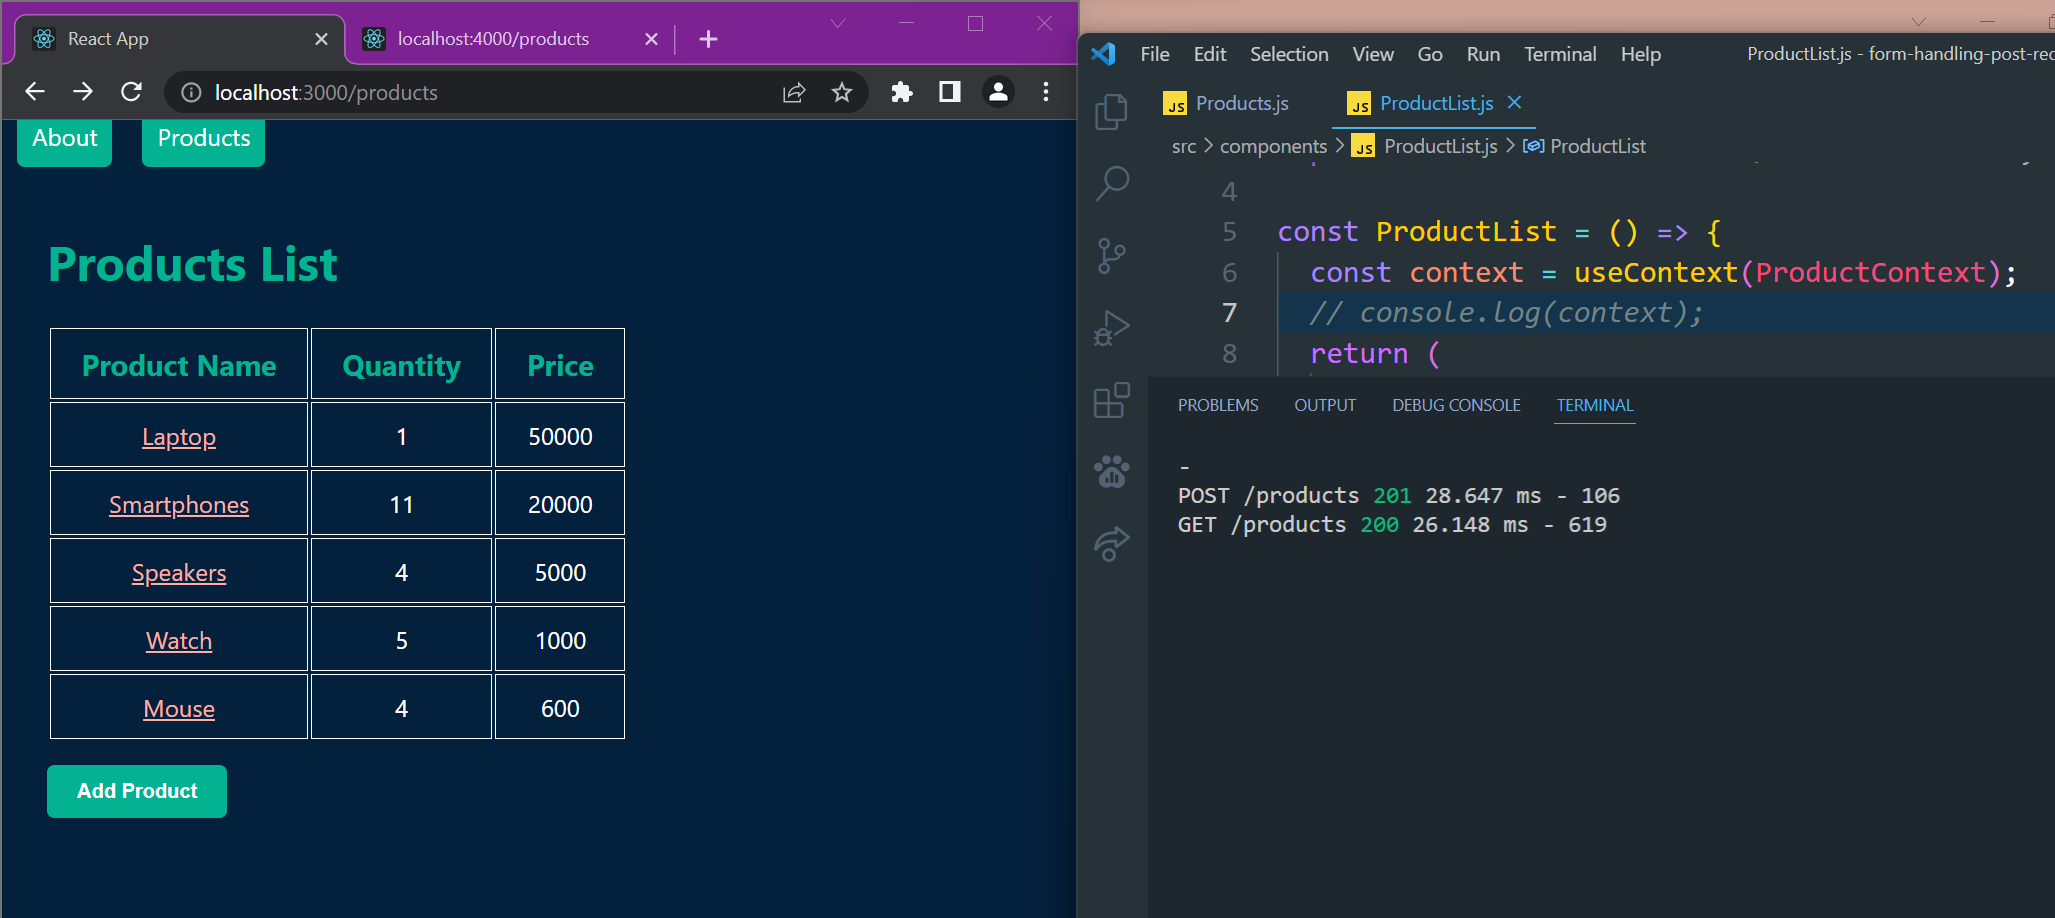 React App
localhost:4000/products
localhost:3000/products
About
Products
Products List
Product Name Quantity Price
Laptop 1 50000
Smartphones 11 20000
Speakers 4 5000
Watch 5 1000
Mouse 4 600
Add Product
File Edit Selection View Go Run Terminal Help ProductList.js - form-handling-post-rec
JS Products.js JS ProductList.js
src > components > JS ProductList.js > ProductList
4
5 const ProductList = () => {
6 const context = useContext(ProductContext);
7 // console.log(context);
8 return (
PROBLEMS OUTPUT DEBUG CONSOLE TERMINAL
-
POST /products 201 28.647 ms - 106
GET /products 200 26.148 ms - 619